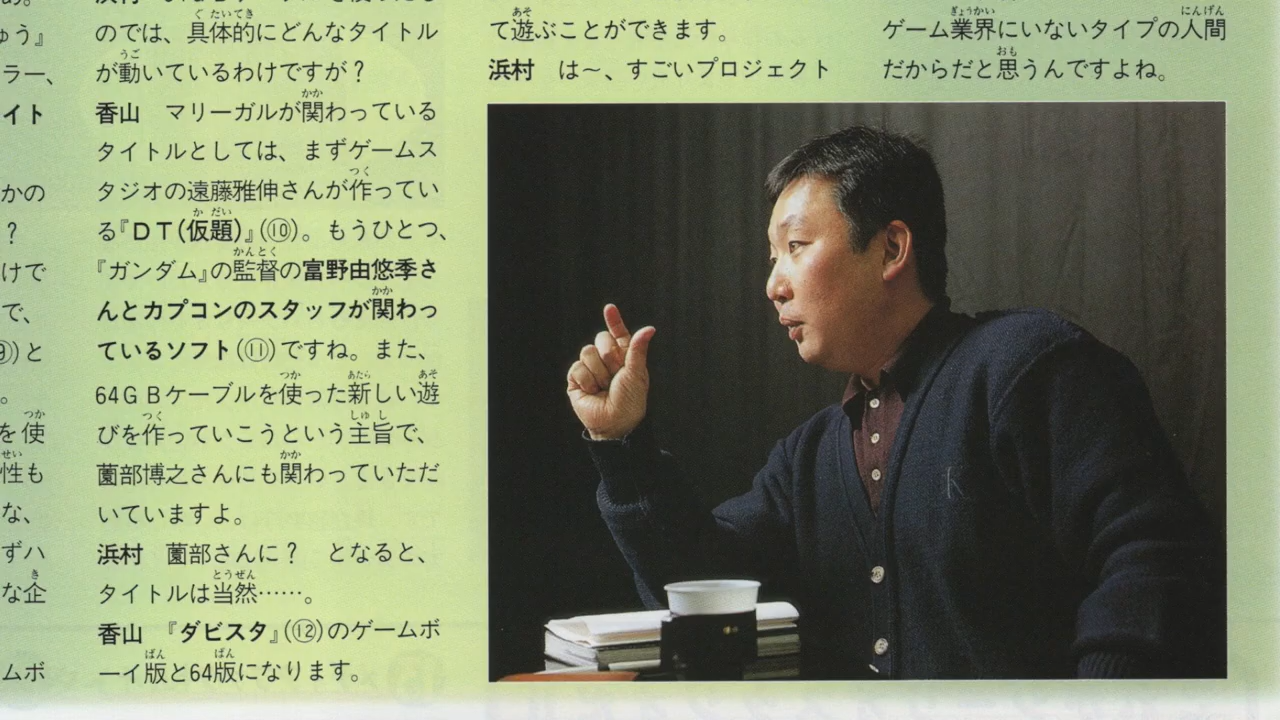 ゅう』
ラー、
イト
かの
？
けで
で、
⑨)と
。
を使
性も
な、
ずハ
な企
ムボ
のでは、具体的にどんなタイトル
が動いているわけですが？
香山　マリーガルが関わっている
タイトルとしては、まずゲームス
タジオの遠藤雅伸さんが作ってい
る『ＤＴ(仮題)』(⑩)。もうひとつ、
『ガンダム』の監督の富野由悠季さ
んとカプコンのスタッフが関わっ
ているソフト(⑪)ですね。また、
64ＧＢケーブルを使った新しい遊
びを作っていこうという主旨で、
薗部博之さんにも関わっていただ
いていますよ。
浜村　薗部さんに？　となると、
タイトルは当然……。
香山　『ダビスタ』(⑫)のゲームボ
ーイ版と64版になります。
て遊ぶことができます。
浜村　は～、すごいプロジェクト
ゲーム業界にいないタイプの人間
だからだと思うんですよね。